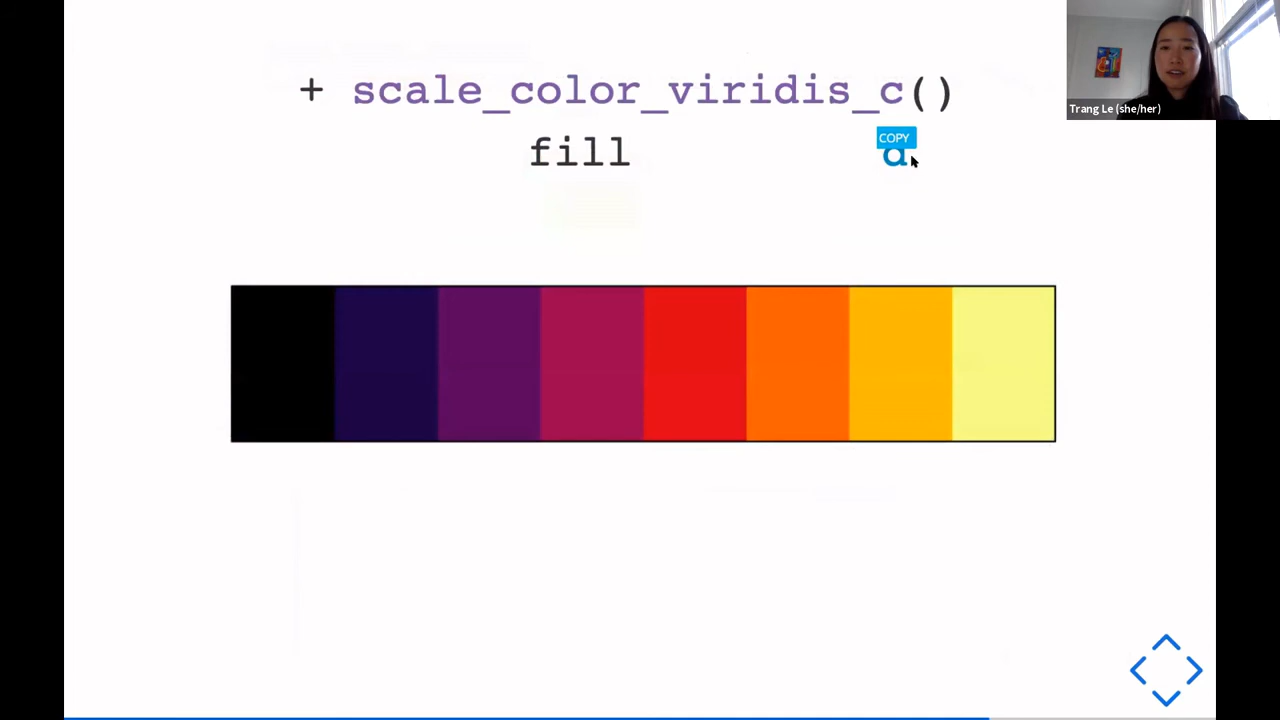 + scale_color_viridis_c()
fill
COPY
Trang Le (she/her)